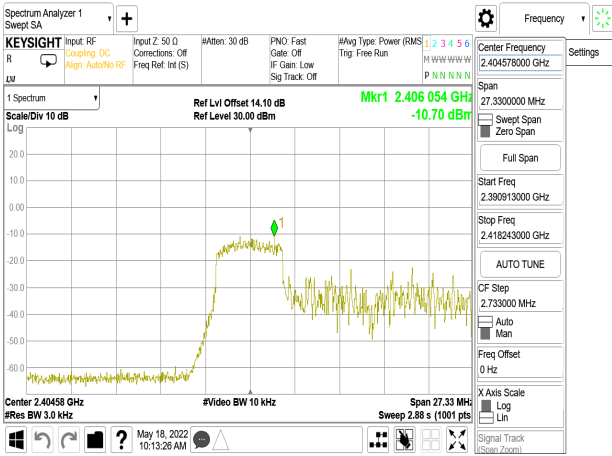 Spectrum Analyzer 1
Swept SA
Frequency
KEYSIGHT
R
Input: RF
Coupling: DC
Align: Auto/No RF
Input Z: 50 Ω
Corrections: Off
Freq Ref: Int (S)
#Atten: 30 dB
PNO: Fast
Gate: Off
IF Gain: Low
Sig Track: Off
#Avg Type: Power (RMS
Trig: Free Run
1 2 3 4 5 6
M W W W W W
P N N N N N
1 Spectrum
Scale/Div 10 dB
Log
Ref Lvl Offset 14.10 dB
Ref Level 30.00 dBm
Mkr1 2.406 054 GHz
-10.70 dBm
20.0
10.0
0.00
-10.0
-20.0
-30.0
-40.0
-50.0
-60.0
1
Center 2.40458 GHz
#Res BW 3.0 kHz
#Video BW 10 kHz
Span 27.33 MHz
Sweep 2.88 s (1001 pts)
May 18, 2022
10:13:26 AM
Center Frequency
2.404578000 GHz
Span
27.3300000 MHz
Swept Span
Zero Span
Full Span
Start Freq
2.390913000 GHz
Stop Freq
2.418243000 GHz
AUTO TUNE
CF Step
2.733000 MHz
Auto
Man
Freq Offset
0 Hz
X Axis Scale
Log
Lin
Signal Track
(Span Zoom)
Settings